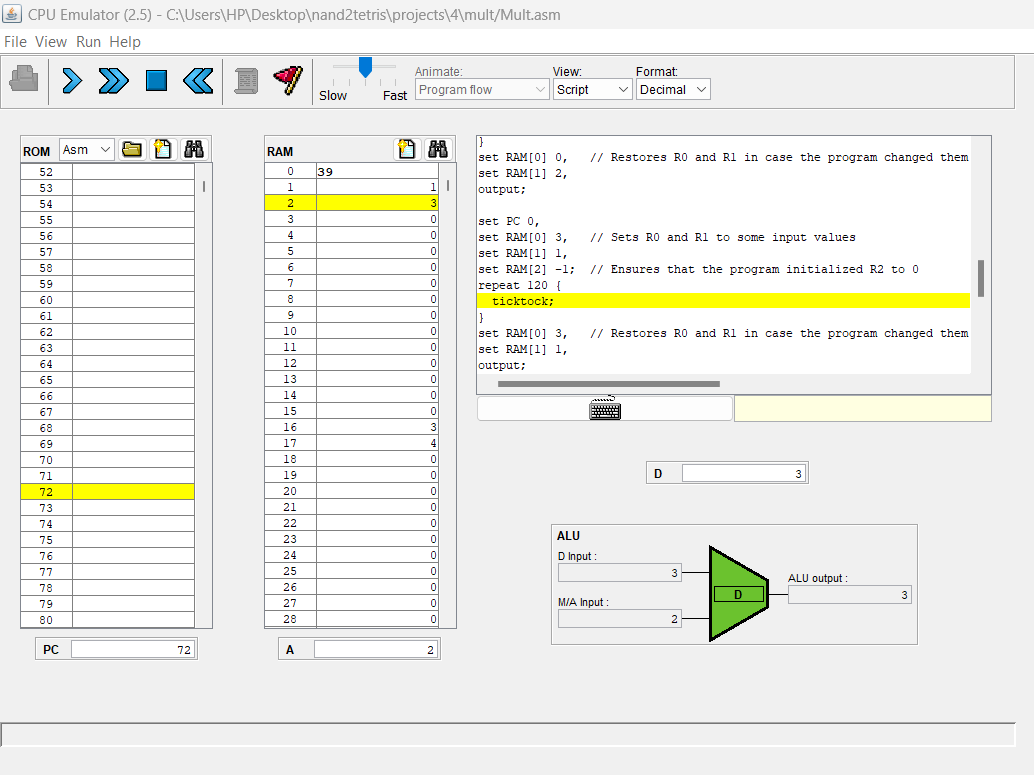 CPU Emulator (2.5) - C:\Users\HP\Desktop\nand2tetris\projects\4\mult/Mult.asm
File View Run Help
Slow Fast
Animate:
Program flow
View:
Script
Format:
Decimal
ROM Asm
52
53
54
55
56
57
58
59
60
61
62
63
64
65
66
67
68
69
70
71
72
73
74
75
76
77
78
79
80
PC 72
RAM
0 39
1 1
2 3
3 0
4 0
5 0
6 0
7 0
8 0
9 0
10 0
11 0
12 0
13 0
14 0
15 0
16 3
17 4
18 0
19 0
20 0
21 0
22 0
23 0
24 0
25 0
26 0
27 0
28 0
A 2
}
set RAM[0] 0,   // Restores R0 and R1 in case the program changed them
set RAM[1] 2,
output;
set PC 0,
set RAM[0] 3,   // Sets R0 and R1 to some input values
set RAM[1] 1,
set RAM[2] -1;  // Ensures that the program initialized R2 to 0
repeat 120 {
  ticktock;
}
set RAM[0] 3,   // Restores R0 and R1 in case the program changed them
set RAM[1] 1,
output;
D 3
ALU
D Input :
3
M/A Input :
2
D
ALU output :
3